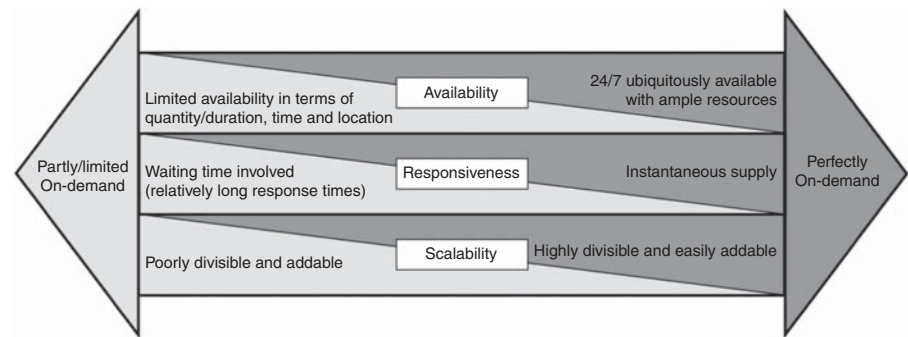 Partly/limited
On-demand
Limited availability in terms of
quantity/duration, time and location
Availability
24/7 ubiquitously available
with ample resources
Waiting time involved
(relatively long response times)
Responsiveness
Instantaneous supply
Poorly divisible and addable
Scalability
Highly divisible and easily addable
Perfectly
On-demand